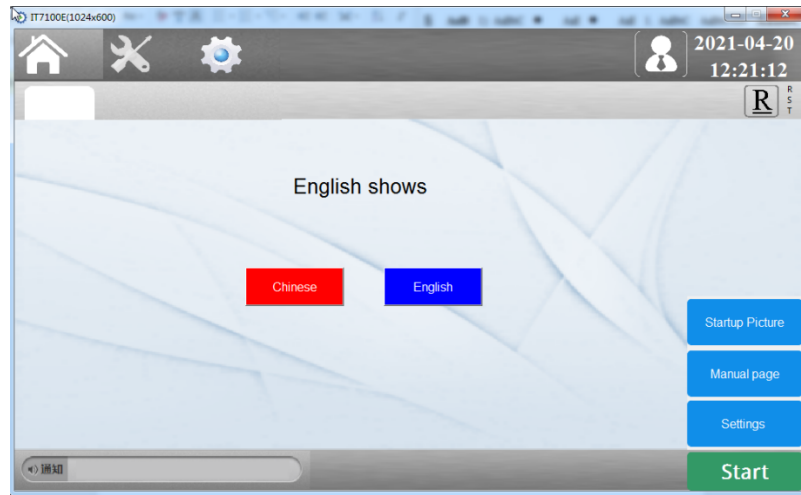 IT7100E(1024x600)
2021-04-20
12:21:12
R
R
S
T
English shows
Chinese
English
Startup Picture
Manual page
Settings
通知
Start